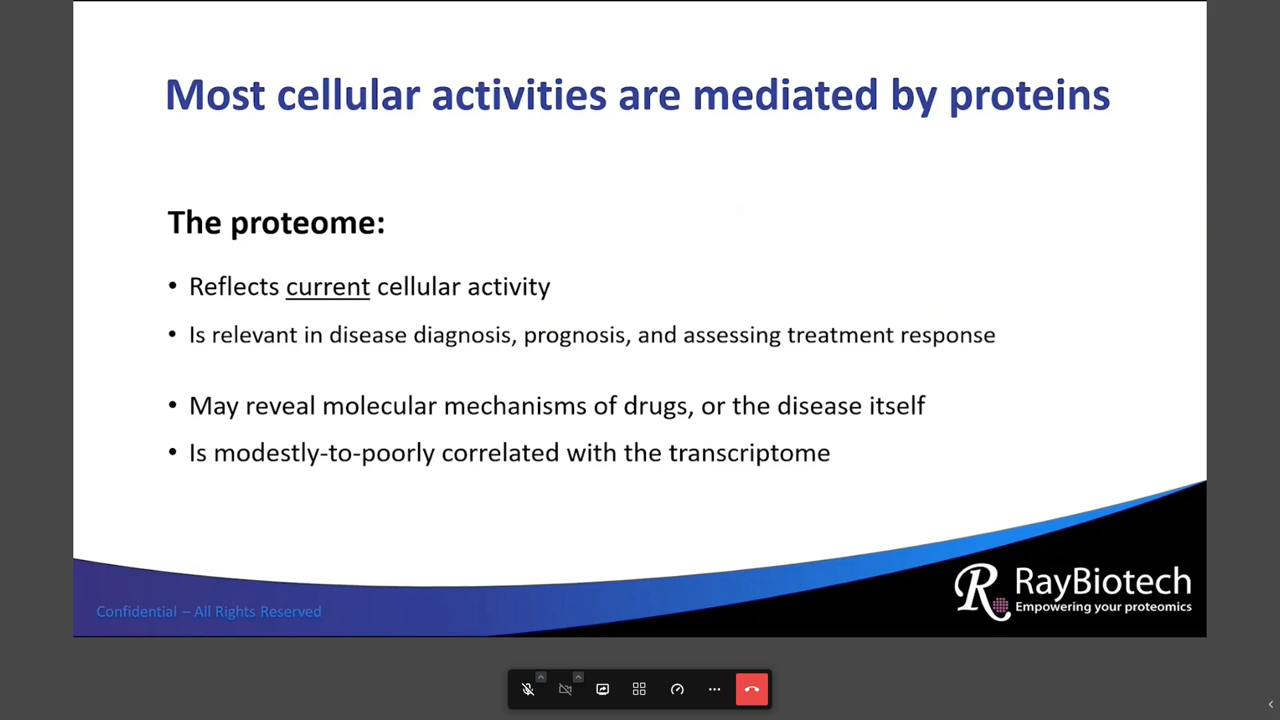 Most cellular activities are mediated by proteins
The proteome:
• Reflects current cellular activity
• Is relevant in disease diagnosis, prognosis, and assessing treatment response
• May reveal molecular mechanisms of drugs, or the disease itself
• Is modestly-to-poorly correlated with the transcriptome
Confidential – All Rights Reserved
R RayBiotech
Empowering your proteomics